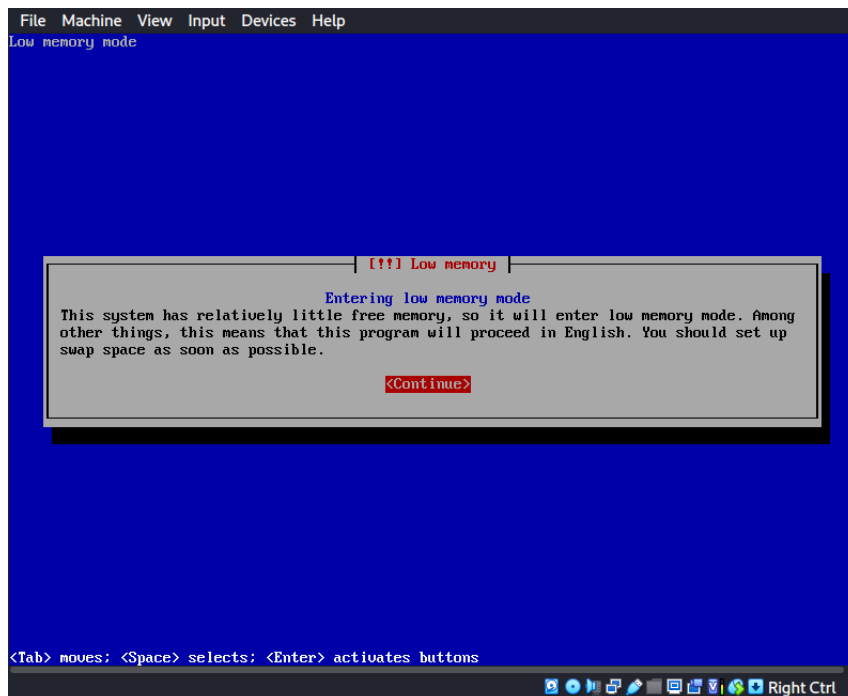 File Machine View Input Devices Help
Low memory mode
[!!] Low memory
Entering low memory mode
This system has relatively little free memory, so it will enter low memory mode. Among
other things, this means that this program will proceed in English. You should set up
swap space as soon as possible.
<Continue>
<Tab> moves; <Space> selects; <Enter> activates buttons
Right Ctrl